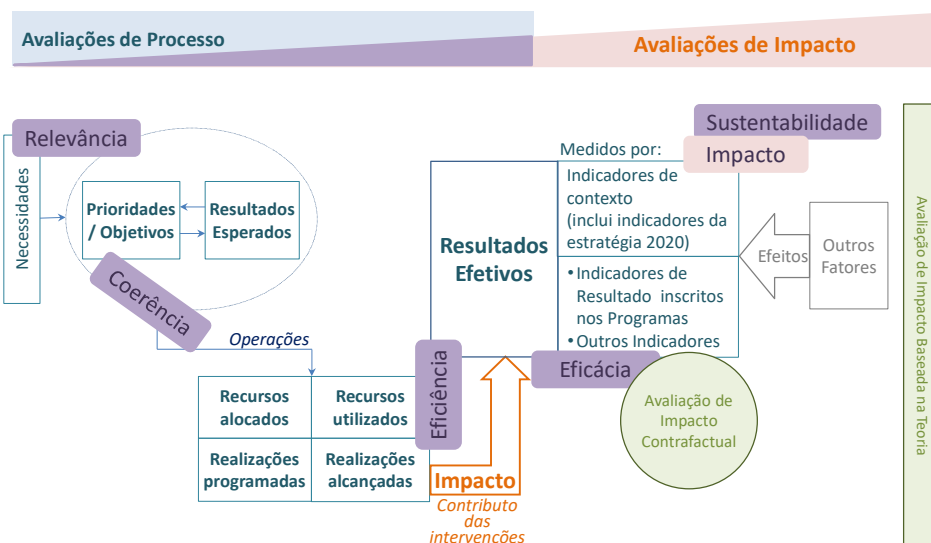 Avaliações de Processo
Avaliações de Impacto
Relevância
Necessidades
Prioridades
/ Objetivos
Resultados
Esperados
Coerência
Operações
Recursos
alocados
Recursos
utilizados
Realizações
programadas
Realizações
alcançadas
Eficiência
Impacto
Contributo
das
intervenções
Resultados
Efetivos
Medidos por:
Indicadores de
contexto
(inclui indicadores da
estratégia 2020)
• Indicadores de
Resultado inscritos
nos Programas
• Outros Indicadores
Eficácia
Sustentabilidade
Impacto
Efeitos
Outros
Fatores
Avaliação de
Impacto
Contrafactual
Avaliação de Impacto Baseada na Teoria